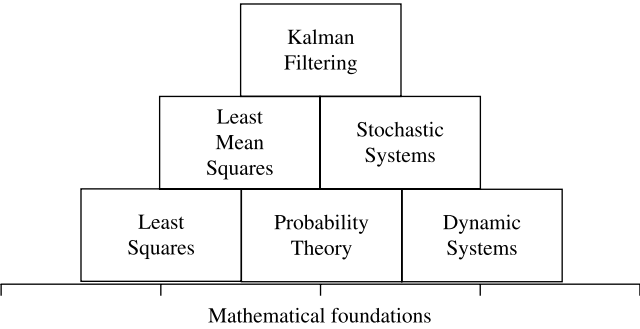 Kalman
Filtering
Least
Mean
Squares
Stochastic
Systems
Least
Squares
Probability
Theory
Dynamic
Systems
Mathematical foundations